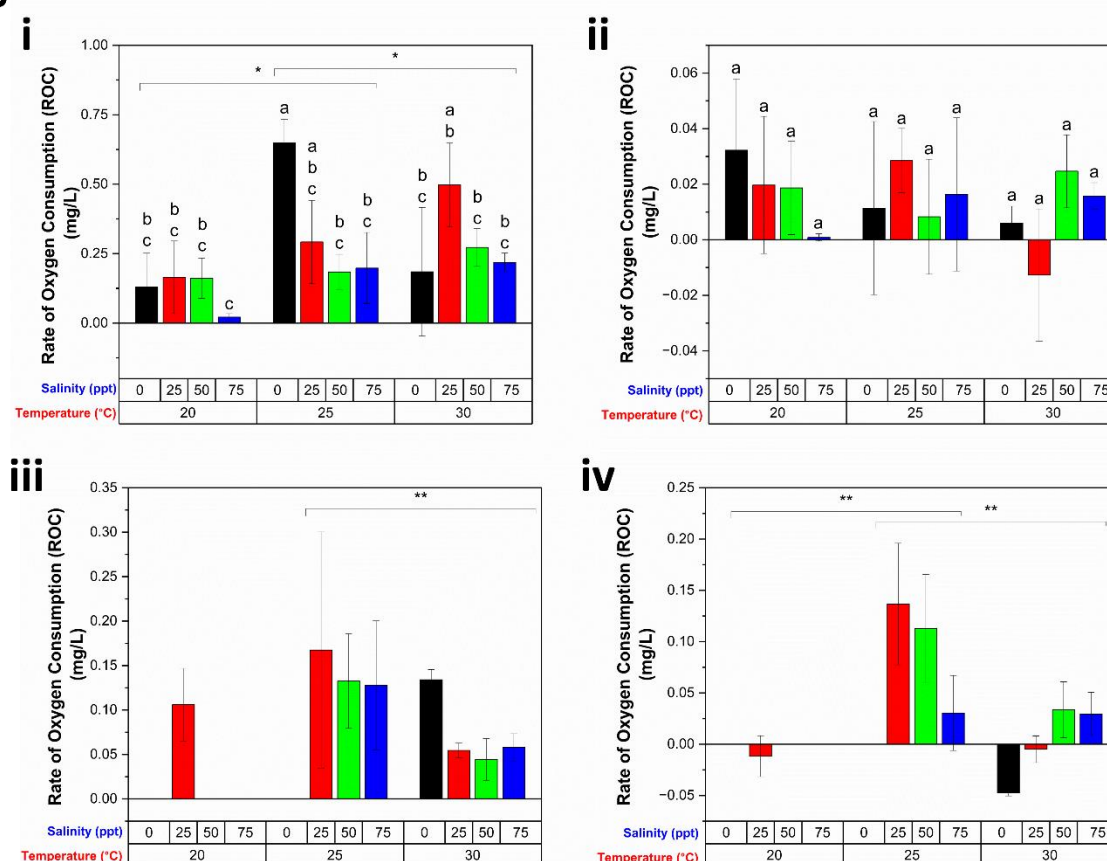 i
Rate of Oxygen Consumption (ROC)
(mg/L)
1.00
0.75
0.50
0.25
0.00
*
*
b
c
b
c
b
c
c
a
a
b
c
b
c
b
c
b
c
a
b
b
c
b
c
Salinity (ppt)
0 25 50 75 0 25 50 75 0 25 50 75
Temperature (°C)
20 25 30
ii
Rate of Oxygen Consumption (ROC)
(mg/L)
0.06
0.04
0.02
0.00
−0.02
−0.04
a a a a a a a a a a a a
Salinity (ppt)
0 25 50 75 0 25 50 75 0 25 50 75
Temperature (°C)
20 25 30
iii
Rate of Oxygen Consumption (ROC)
(mg/L)
0.35
0.30
0.25
0.20
0.15
0.10
0.05
0.00
**
Salinity (ppt)
0 25 50 75 0 25 50 75 0 25 50 75
Temperature (°C)
20 25 30
iv
Rate of Oxygen Consumption (ROC)
(mg/L)
0.25
0.20
0.15
0.10
0.05
0.00
−0.05
**
**
Salinity (ppt)
0 25 50 75 0 25 50 75 0 25 50 75
Temperature (°C)
20 25 30